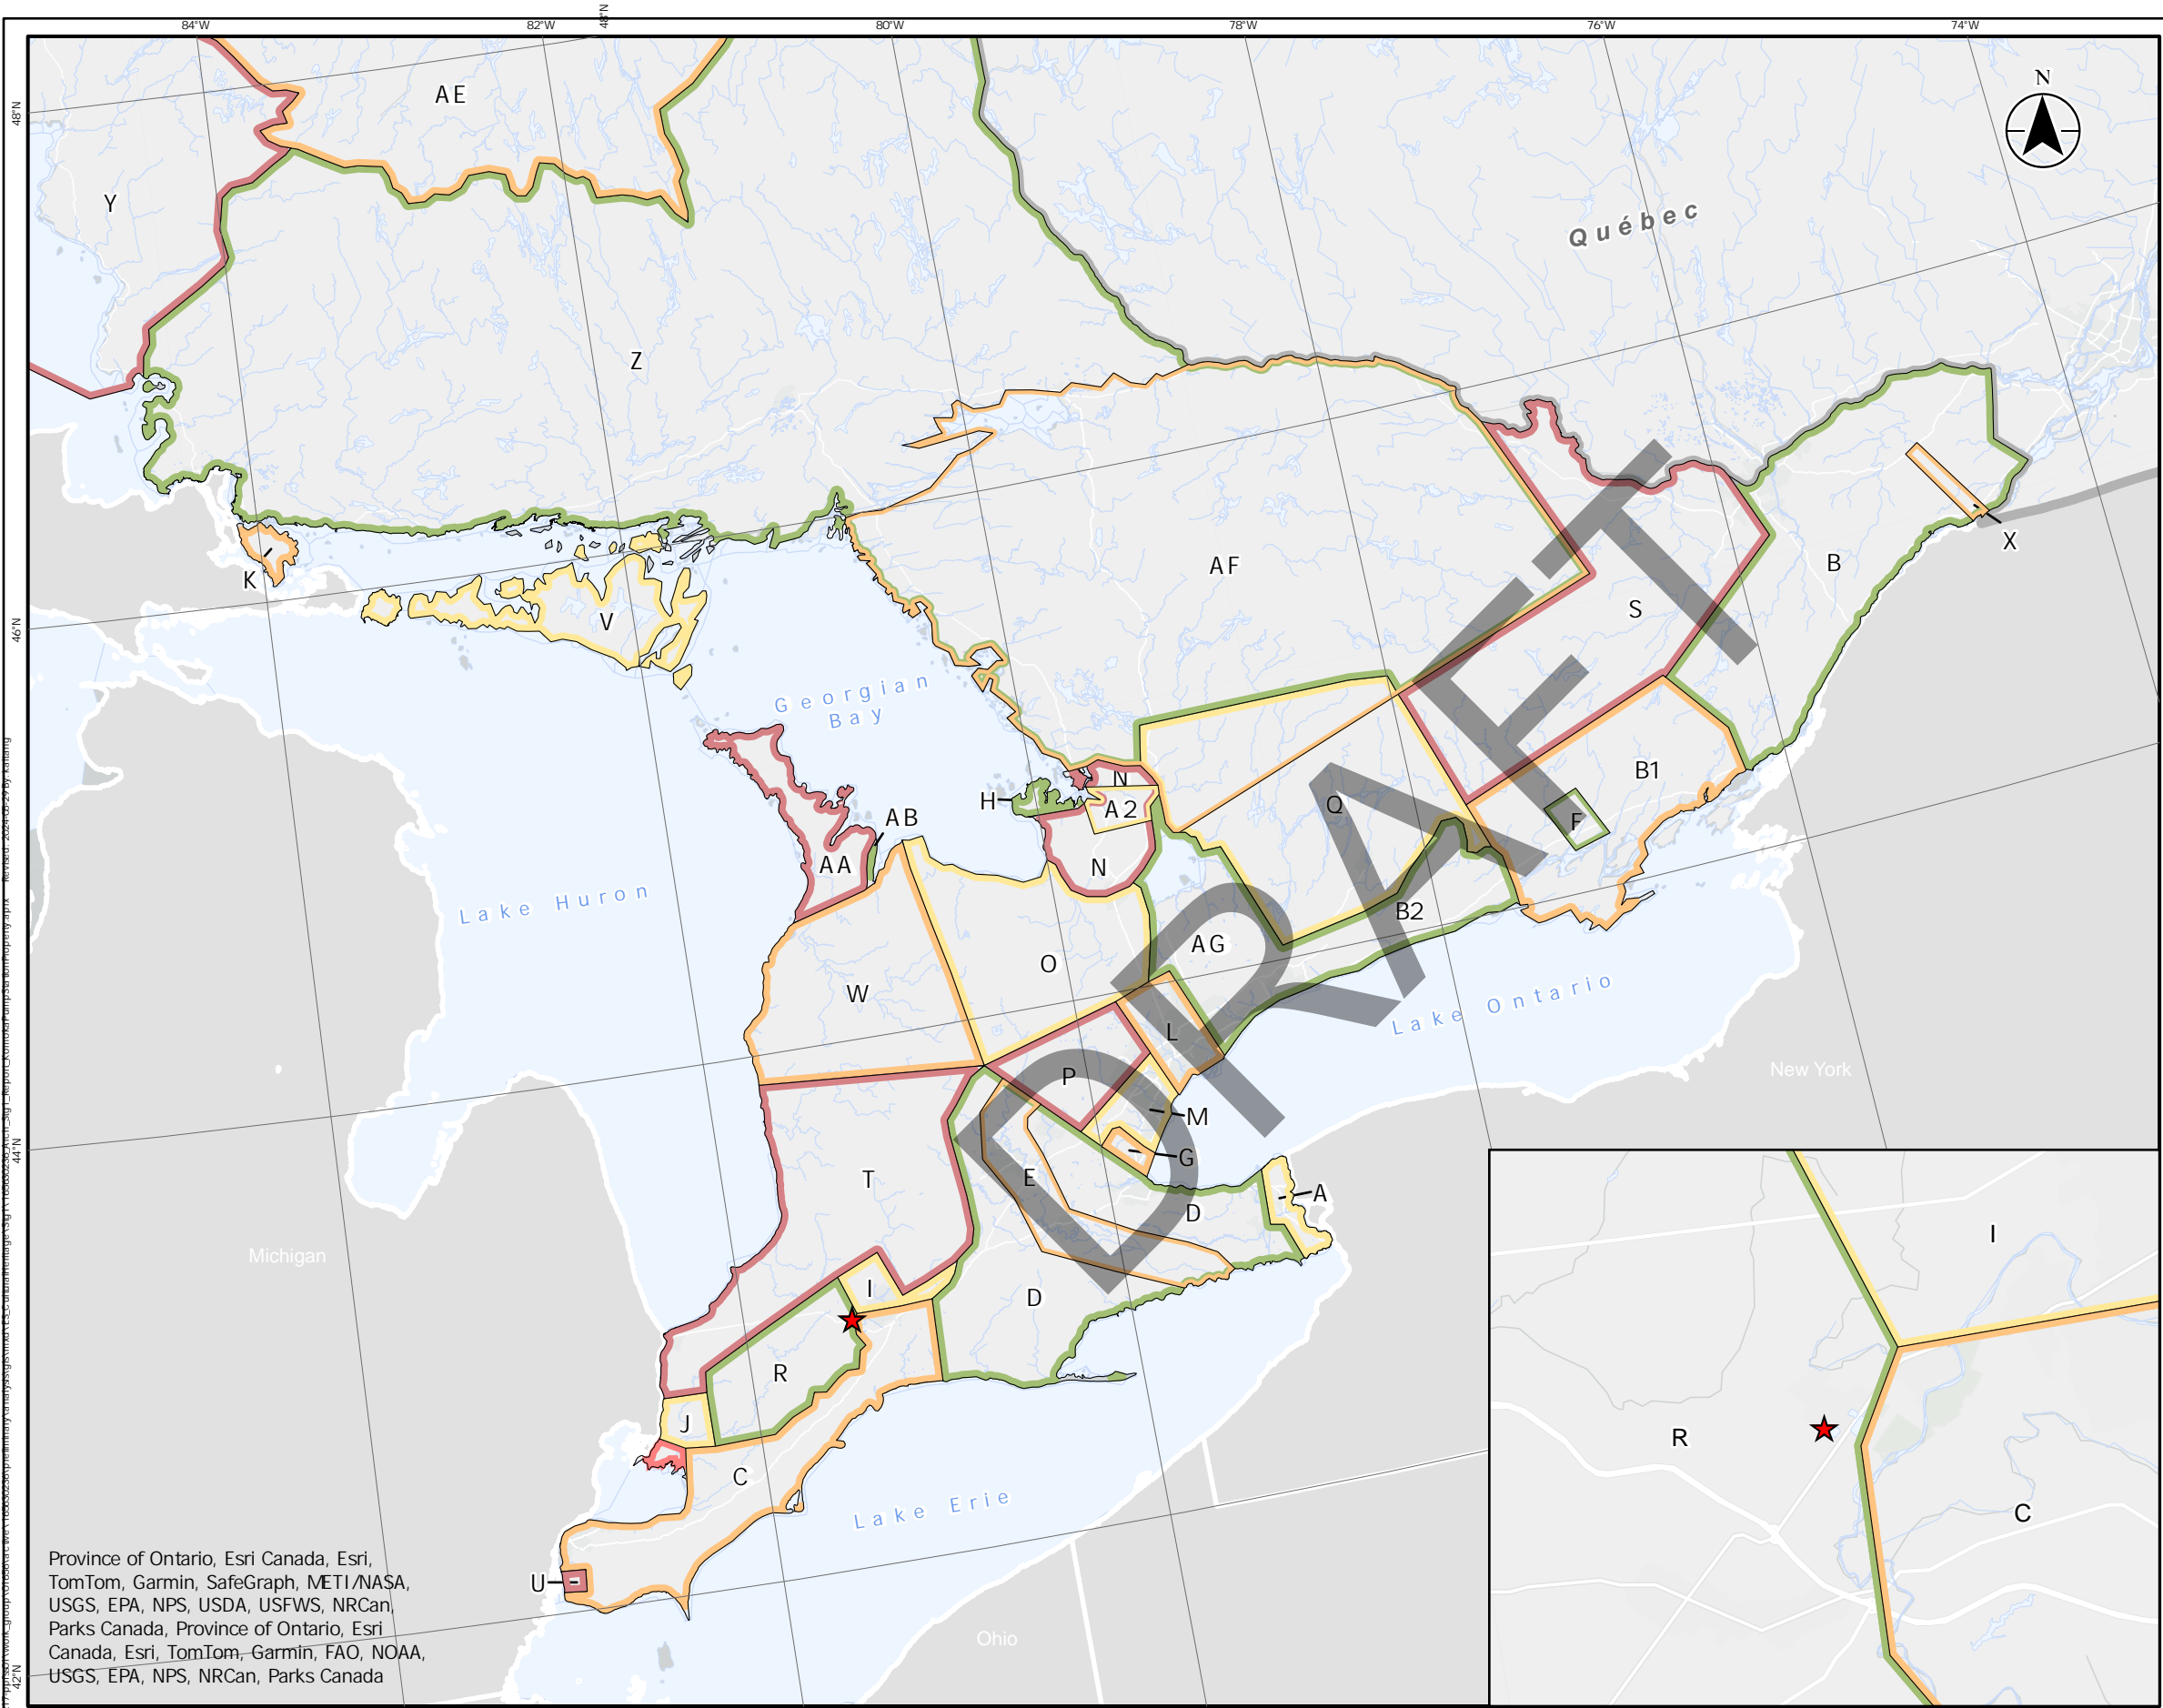 84°W
82°W
48°N
80°W
78°W
76°W
74°W
N
48°N
AE
Y
Québec
Z
AF
B
X
K
V
S
46°N
Georgian
Bay
N
B1
H
A2
Q
F
AB
AA
N
Lake Huron
B2
AG
O
W
Lake Ontario
L
New York
P
M
44°N
G
T
E
A
D
Michigan
I
I
D
R
J
R
C
C
Lake Erie
U
Ohio
42°N
DRAFT
Province of Ontario, Esri Canada, Esri,
TomTom, Garmin, SafeGraph, METI/NASA,
USGS, EPA, NPS, USDA, USFWS, NRCan,
Parks Canada, Province of Ontario, Esri
Canada, Esri, TomTom, Garmin, FAO, NOAA,
USGS, EPA, NPS, NRCan, Parks Canada